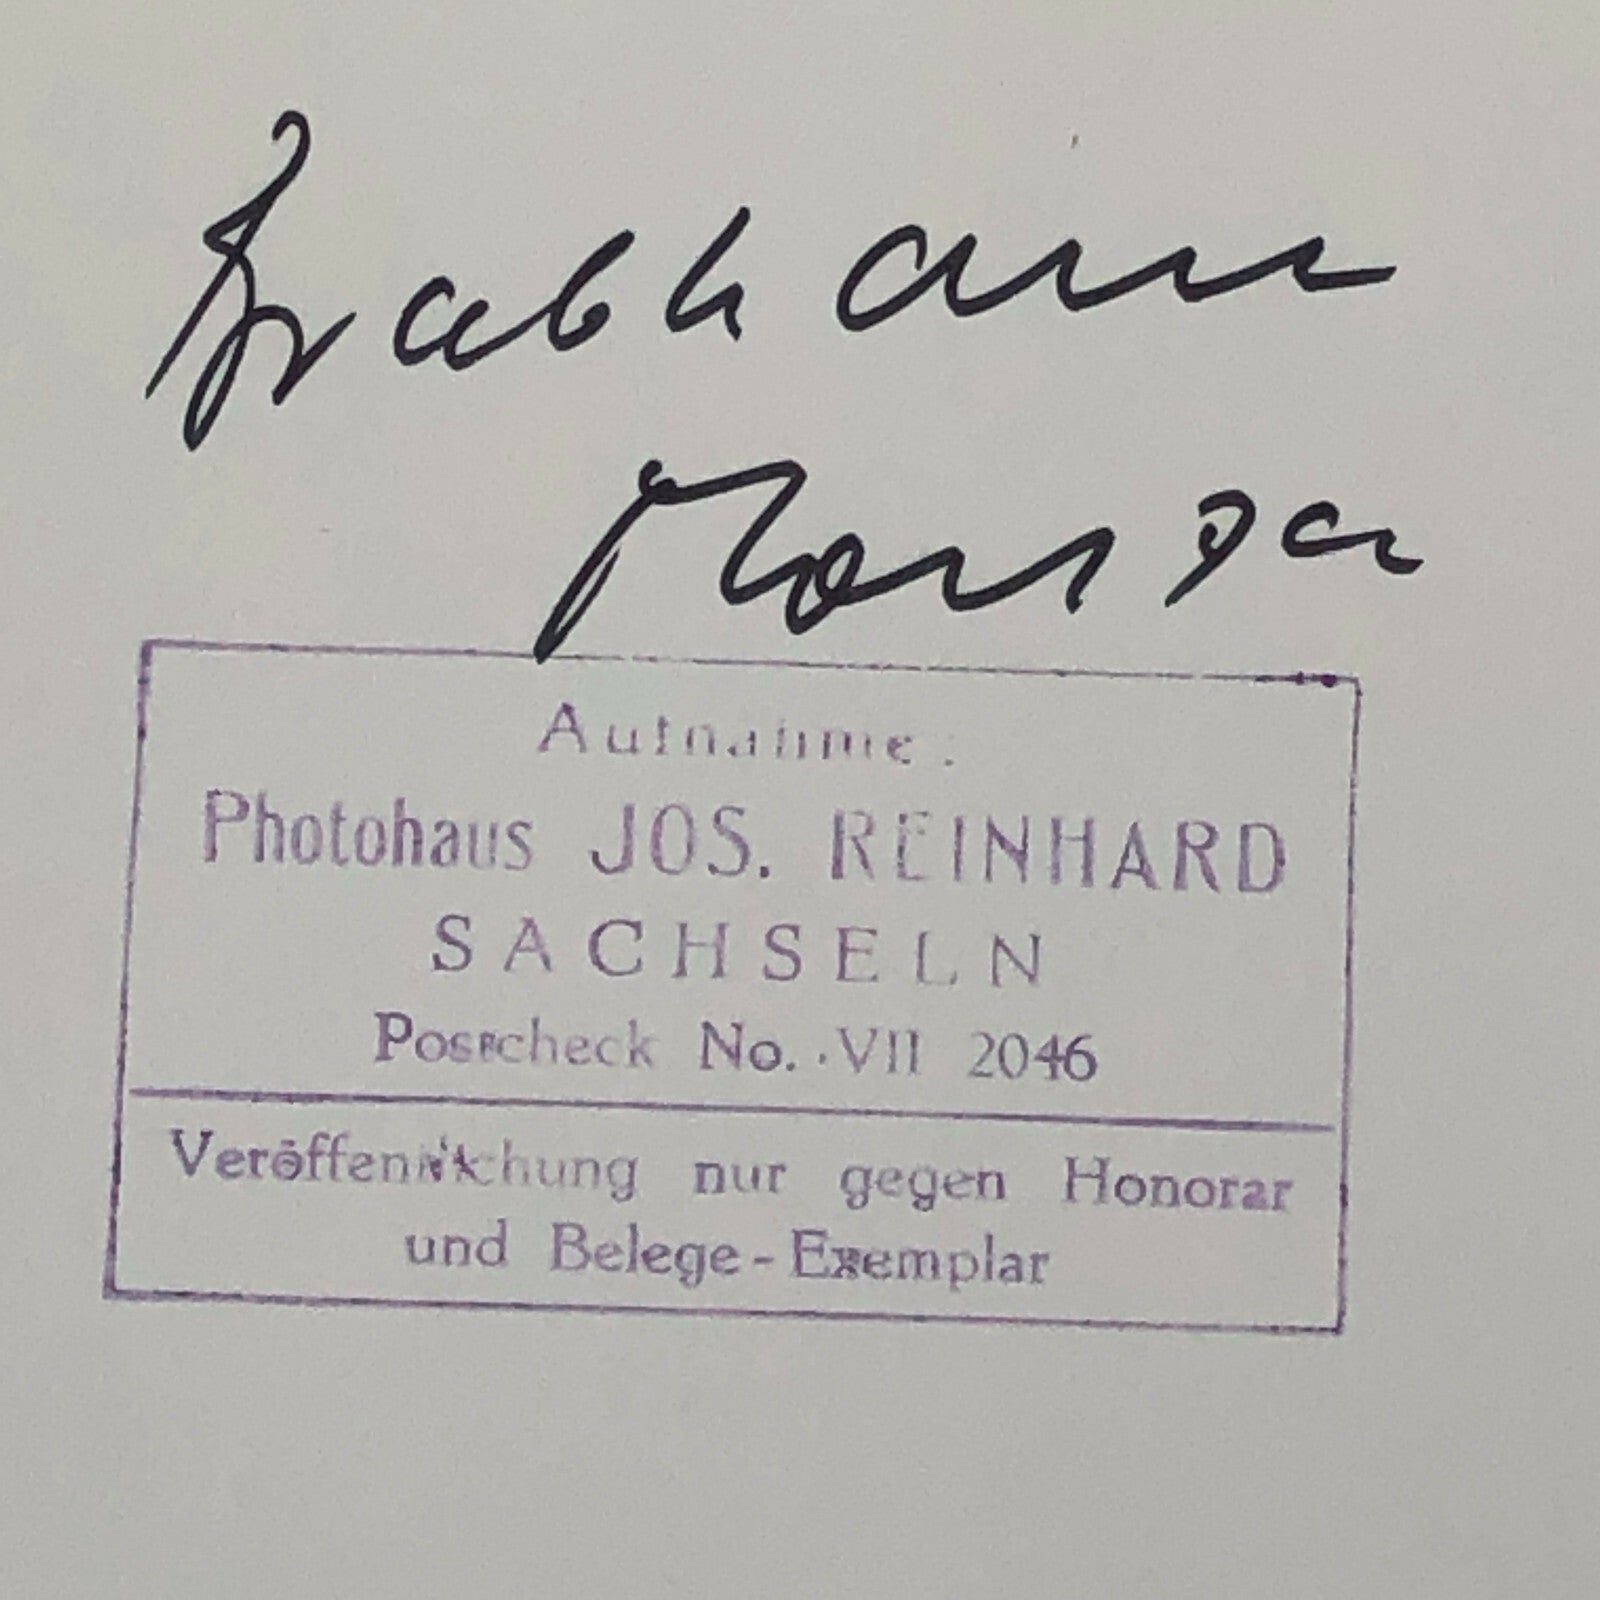 Aufnahme:
Photohaus JOS. REINHARD
SACHSELN
Postcheck No. VII 2046
Veröffentlichung nur gegen Honorar
und Belege-Exemplar